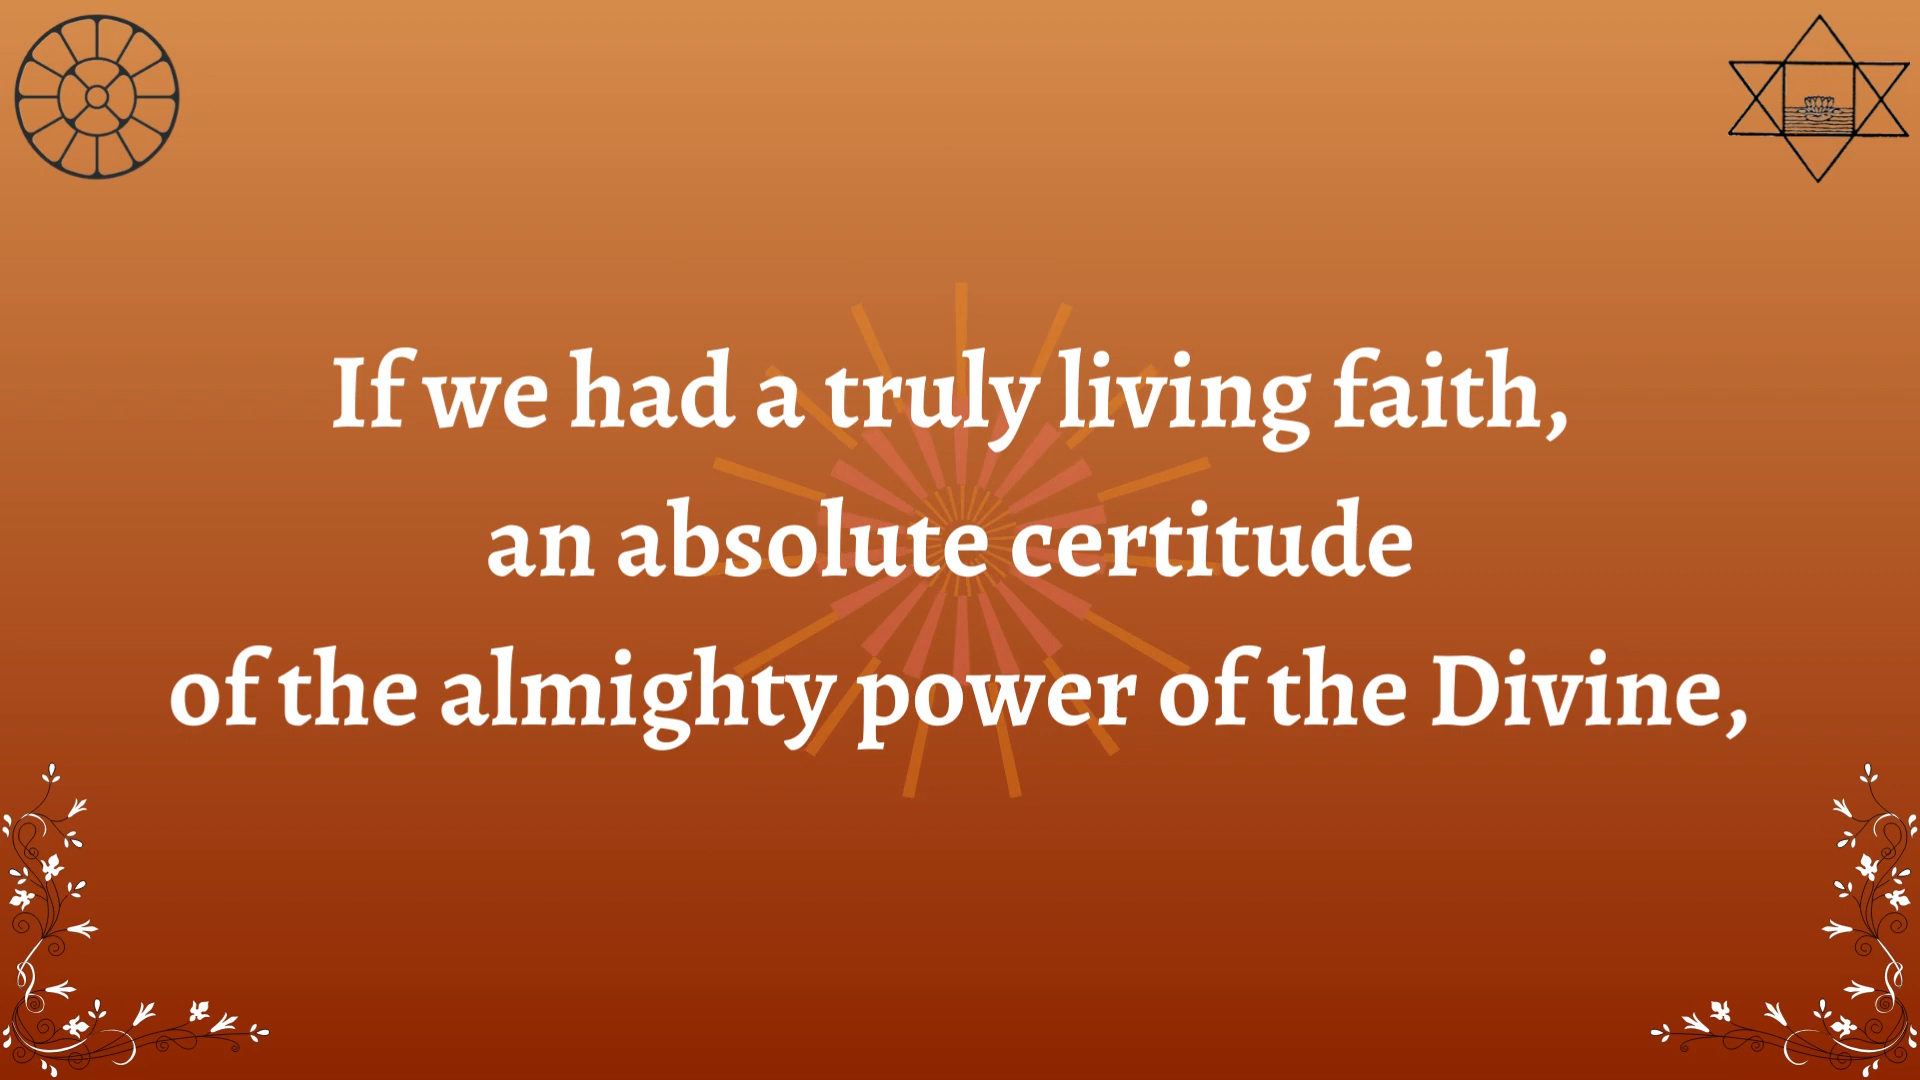 If we had a truly living faith,
an absolute certitude
of the almighty power of the Divine,